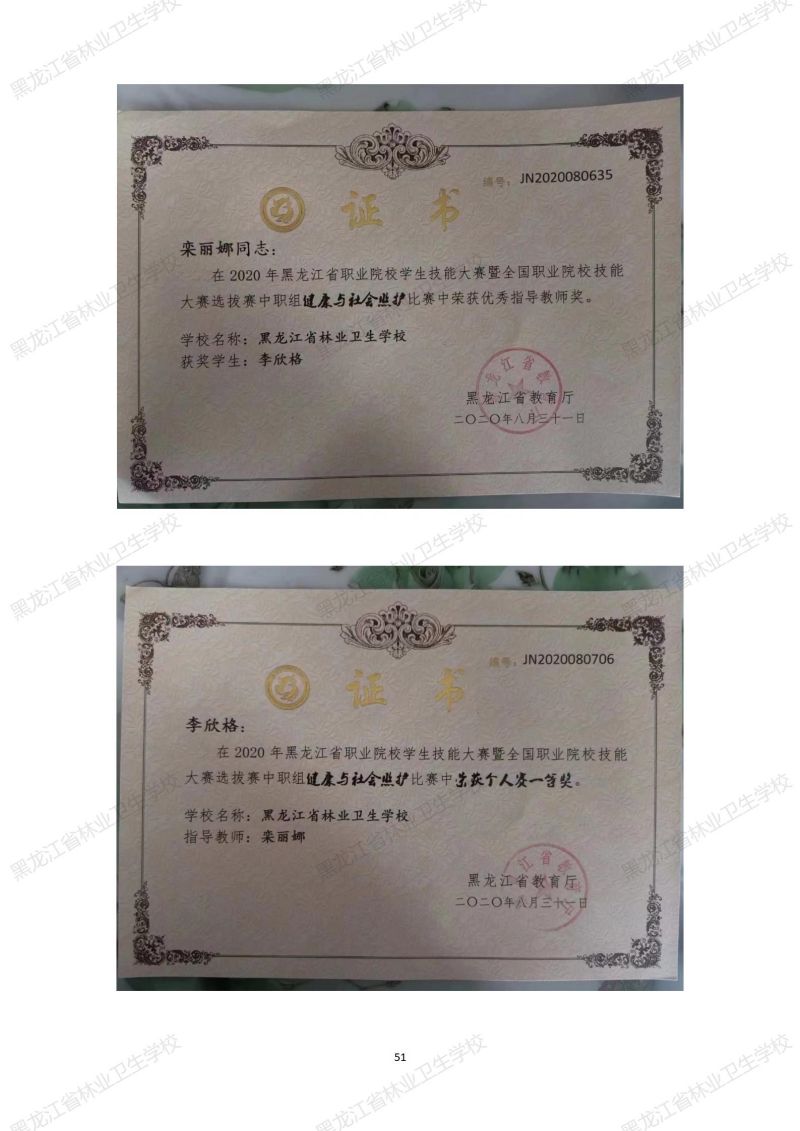 编号：JN2020080635
证 书
栾丽娜同志：
在 2020 年黑龙江省职业院校学生技能大赛暨全国职业院校技能
大赛选拔赛中职组健康与社会照护比赛中荣获优秀指导教师奖。
学校名称：黑龙江省林业卫生学校
获奖学生：李欣格
黑龙江省教育厅
二〇二〇年八月三十一日
编号：JN2020080706
证 书
李欣格：
在 2020 年黑龙江省职业院校学生技能大赛暨全国职业院校技能
大赛选拔赛中职组健康与社会照护比赛中荣获个人赛一等奖。
学校名称：黑龙江省林业卫生学校
指导教师：栾丽娜
黑龙江省教育厅
二〇二〇年八月三十一日
51
黑龙江省林业卫生学校